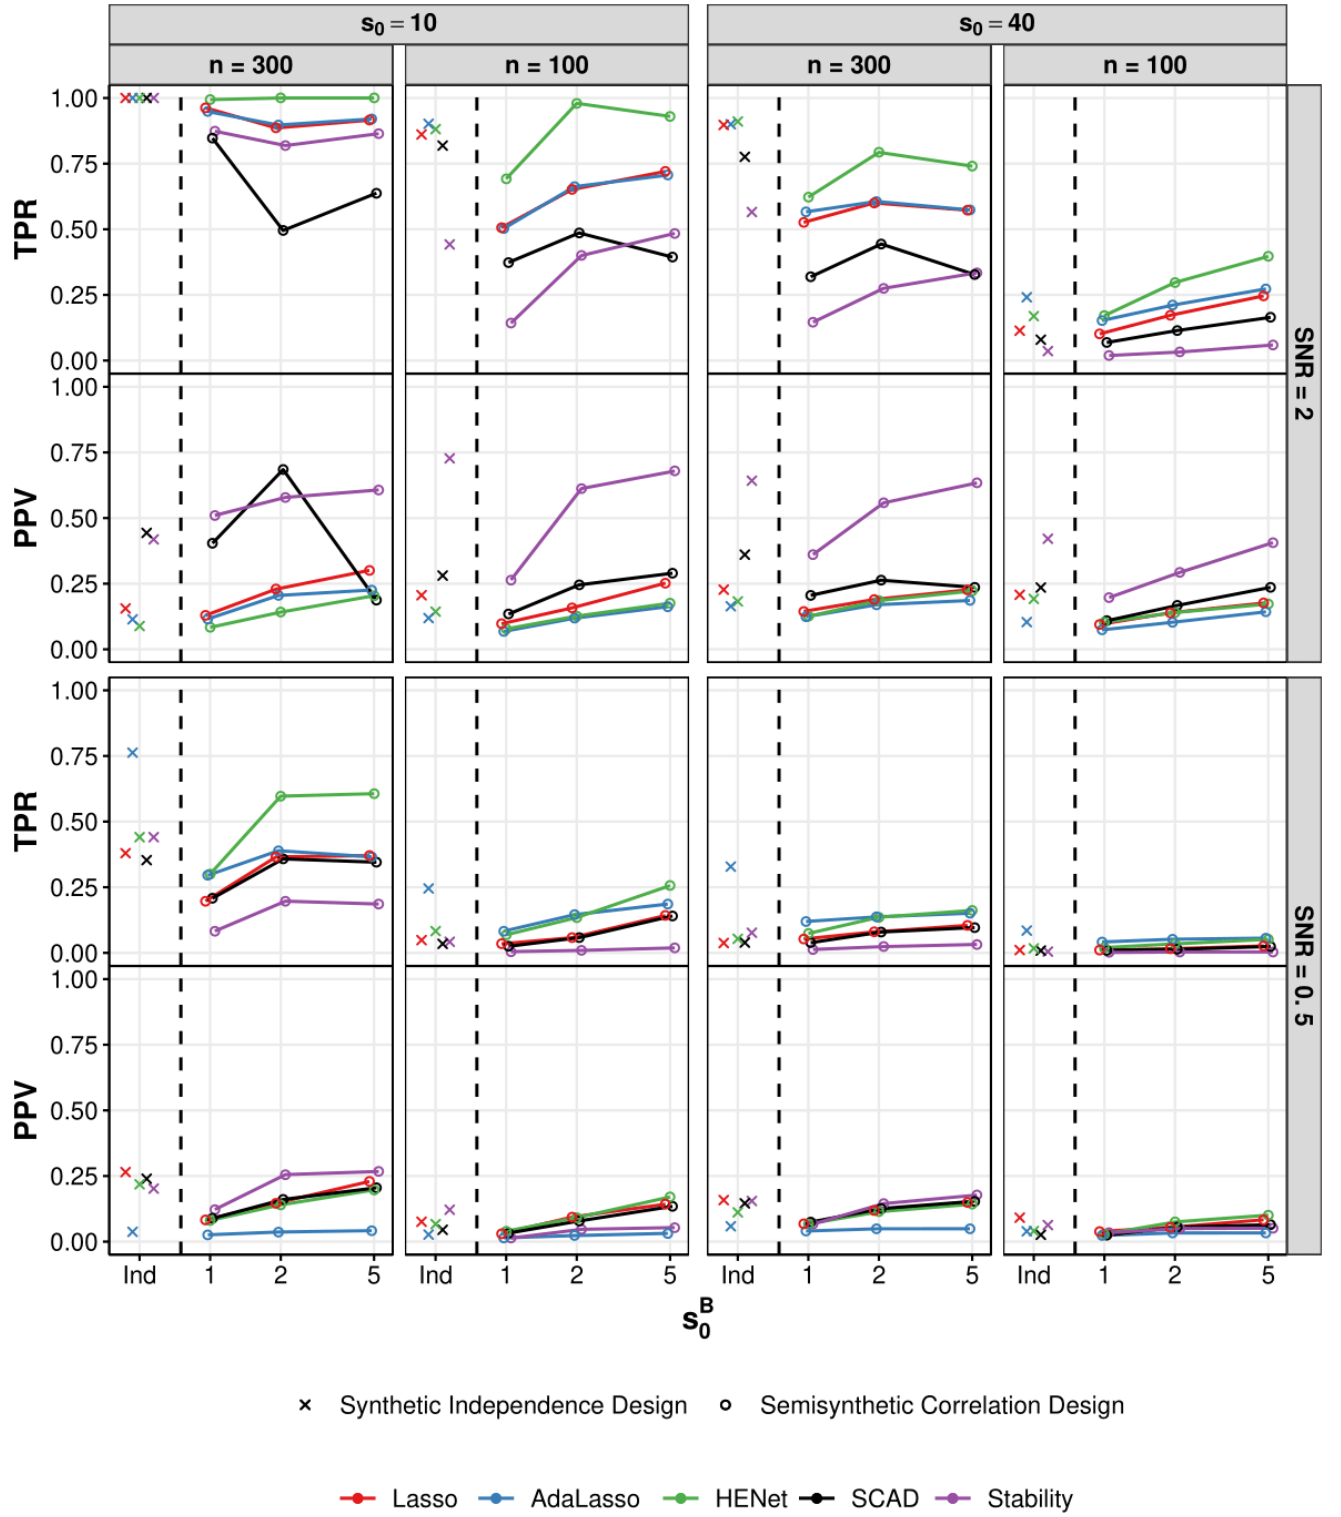 s₀ = 10 s₀ = 40
n = 300 n = 100 n = 300 n = 100
TPR
1.00
0.75
0.50
0.25
0.00
PPV
1.00
0.75
0.50
0.25
0.00
SNR = 2
TPR
1.00
0.75
0.50
0.25
0.00
PPV
1.00
0.75
0.50
0.25
0.00
SNR = 0. 5
Ind 1 2 5 Ind 1 2 5 Ind 1 2 5 Ind 1 2 5
s₀ᴮ
Synthetic Independence Design Semisynthetic Correlation Design
Lasso AdaLasso HENet SCAD Stability